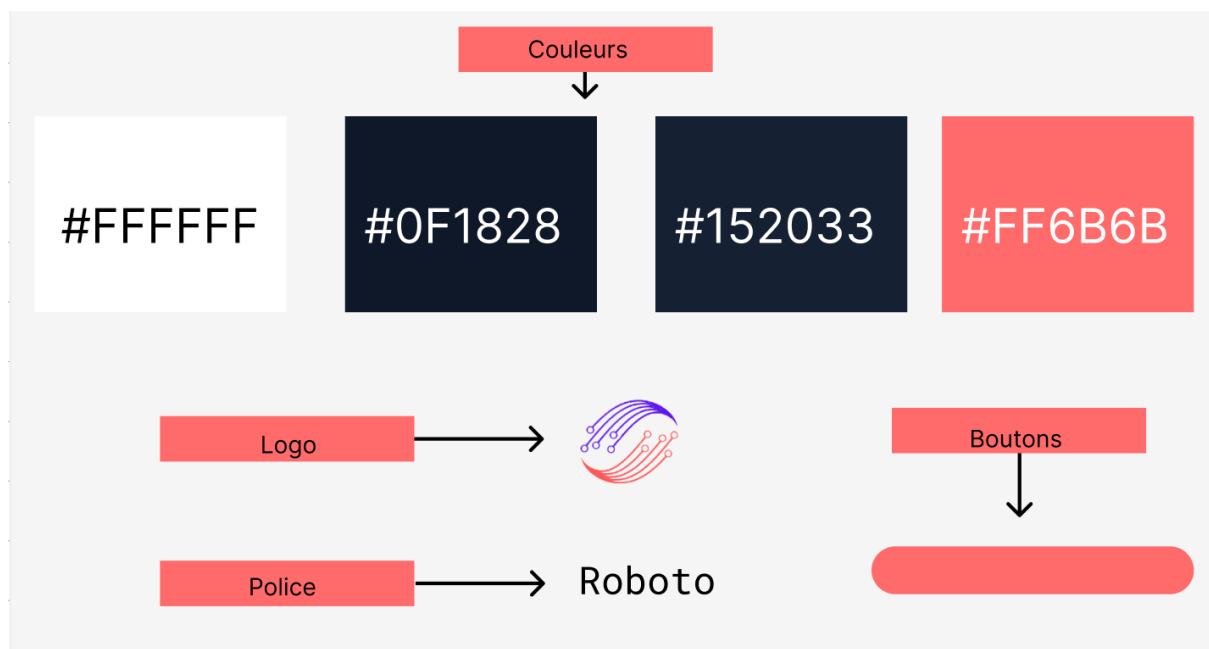 Couleurs
#FFFFFF
#0F1828
#152033
#FF6B6B
Logo
Boutons
Police
Roboto